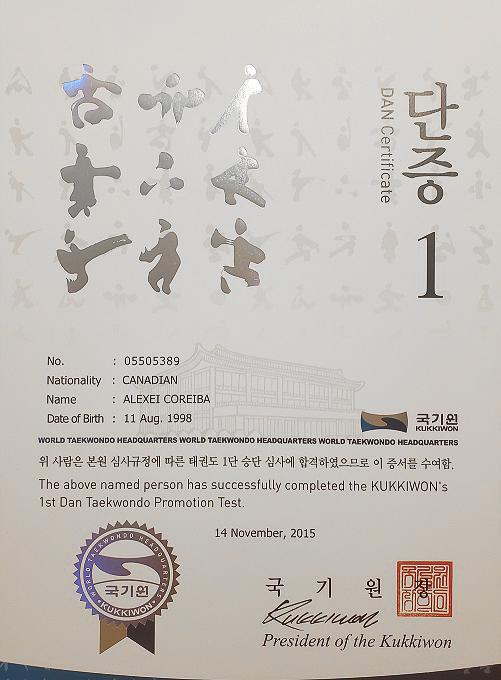 단증
DAN Certificate
1
No. : 05505389
Nationality : CANADIAN
Name : ALEXEI COREIBA
Date of Birth : 11 Aug. 1998
국기원
KUKKIWON
WORLD TAEKWONDO HEADQUARTERS WORLD TAEKWONDO HEADQUARTERS WORLD TAEKWONDO HEADQUARTERS
위 사람은 본원 심사규정에 따른 태권도 1단 승단 심사에 합격하였으므로 이 증서를 수여함.
The above named person has successfully completed the KUKKIWON's
1st Dan Taekwondo Promotion Test.
14 November, 2015
WORLD TAEKWONDO HEADQUARTERS
국기원
KUKKIWON
국 기 원 장
Kukkiwon
President of the Kukkiwon